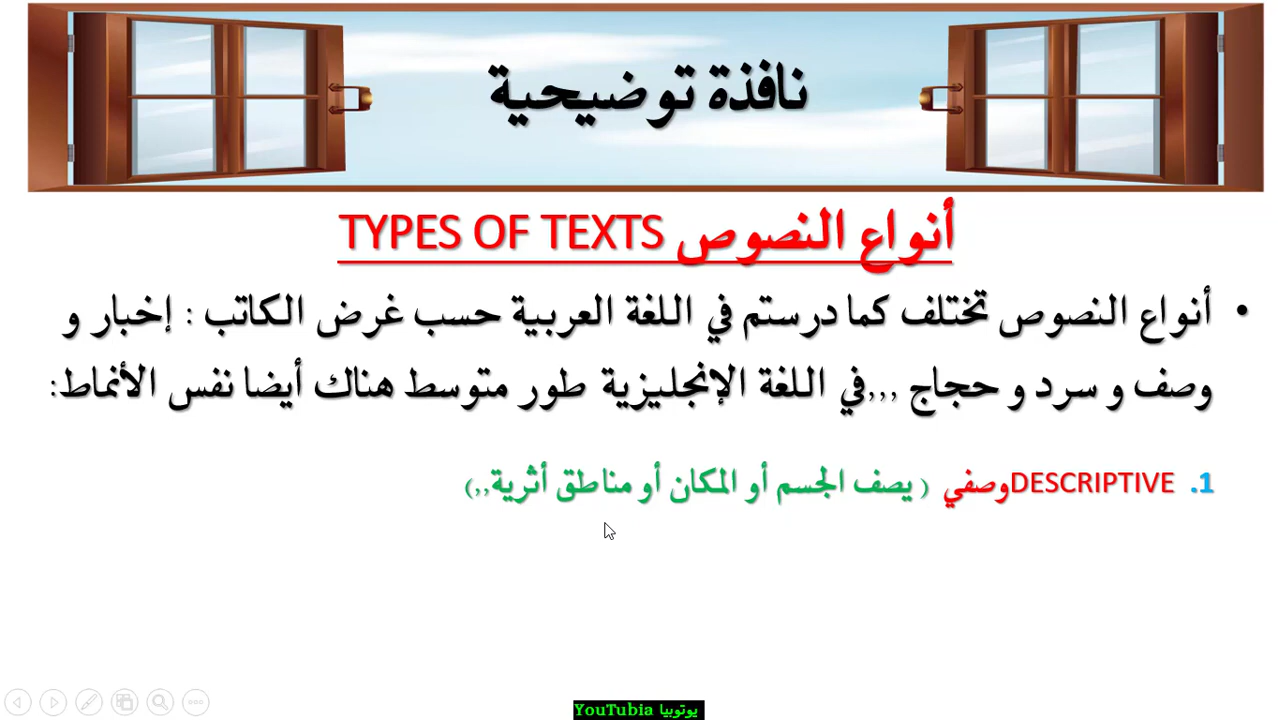 نافذة توضيحية
أنواع النصوص TYPES OF TEXTS
• أنواع النصوص تختلف كما درستم في اللغة العربية حسب غرض الكاتب : إخبار و
وصف و سرد و حجاج ,,,في اللغة الإنجليزية طور متوسط هناك أيضا نفس الأنماط:
1. DESCRIPTIVEوصفي ( يصف الجسم أو المكان أو مناطق أثرية,,)
YouTubia يوتوبيا